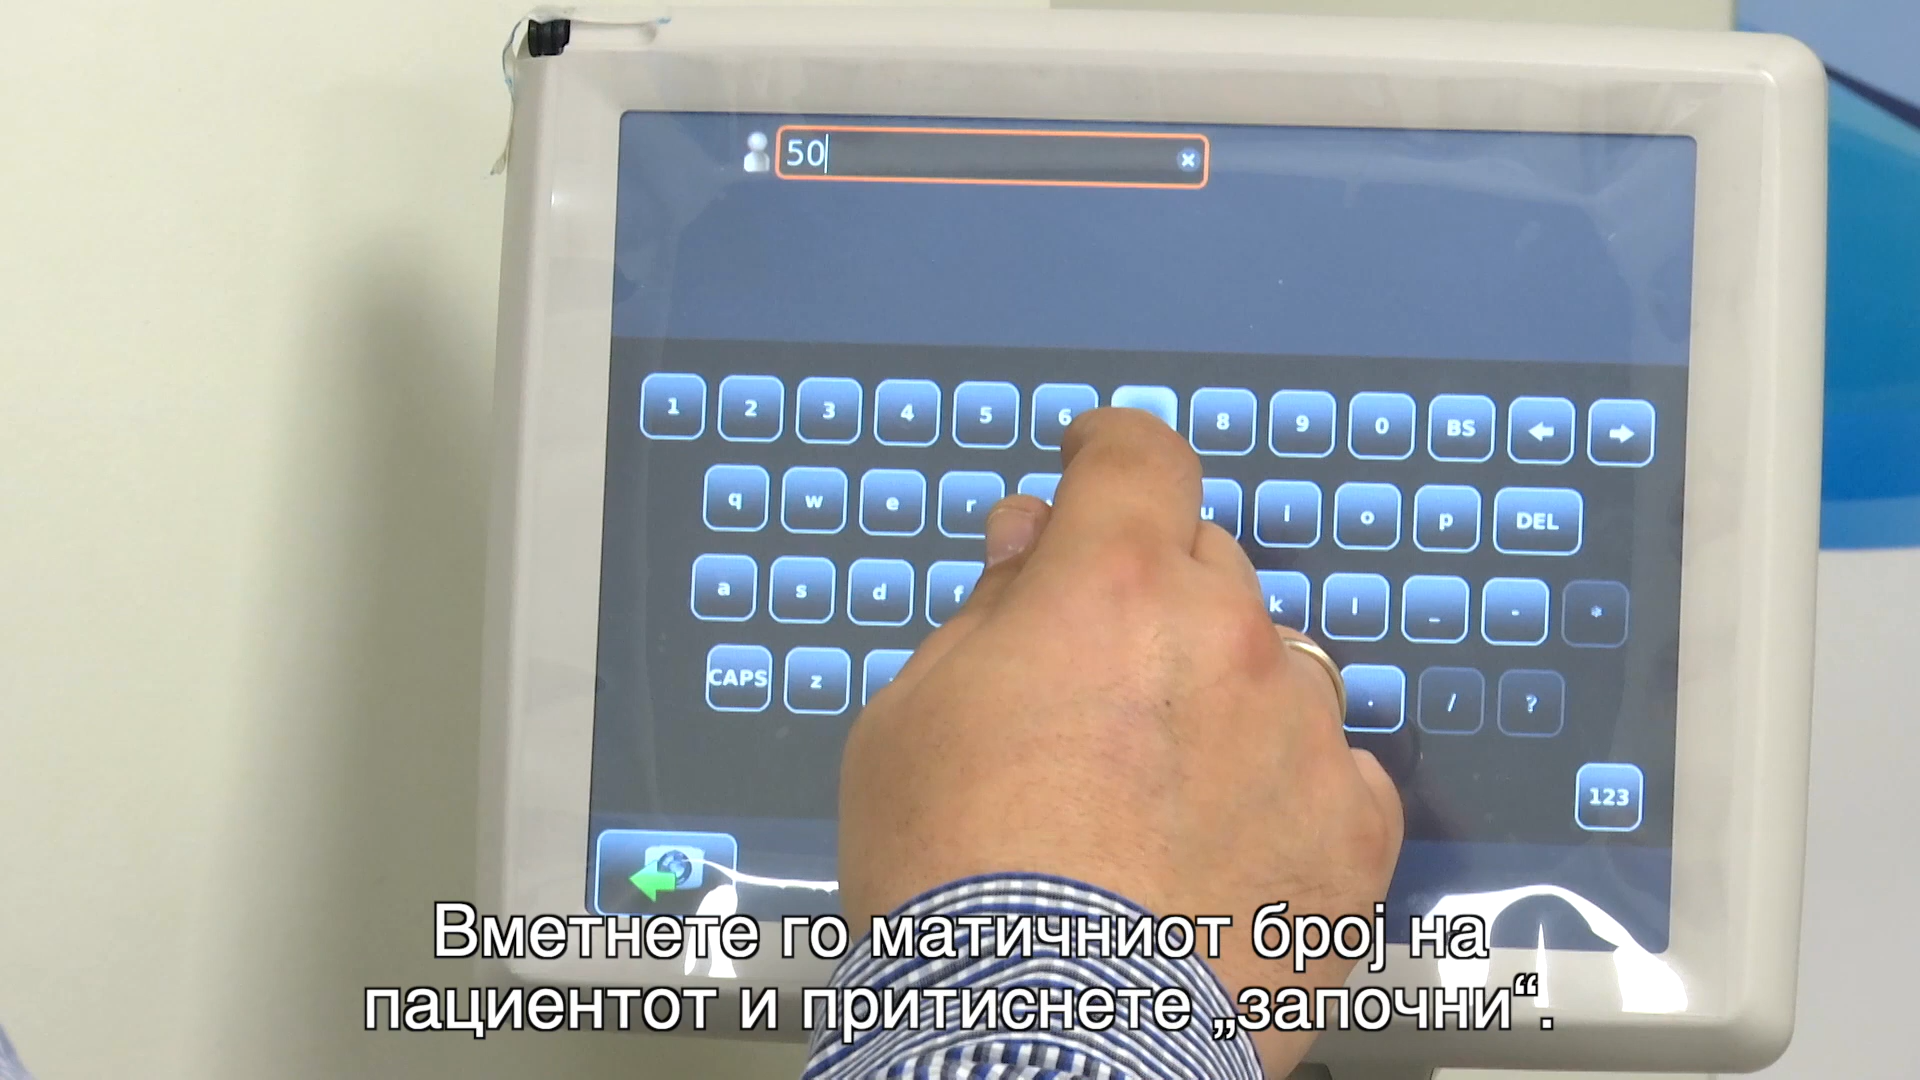 50
1 2 3 4 5 6 8 9 0 BS
q w e r u i o p DEL
a s d f k l _ - *
CAPS z . / ?
123
Вметнете го матичниот број на
пациентот и притиснете „започни“.